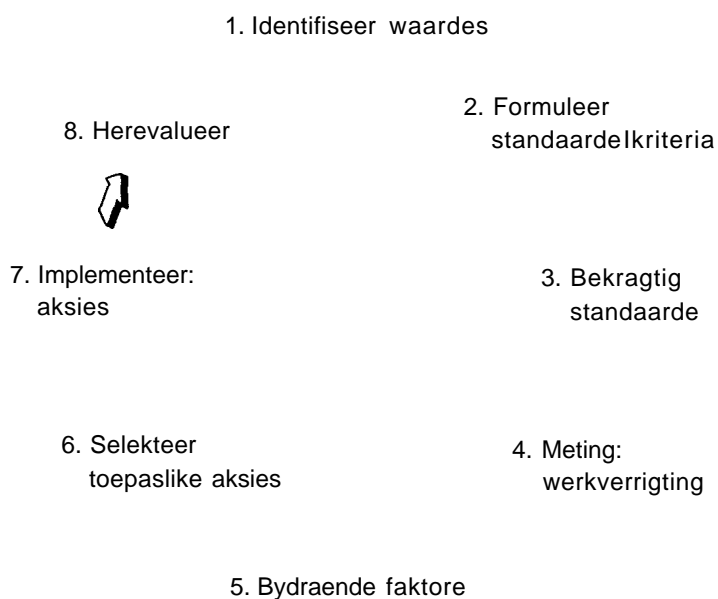 1. Identifiseer waardes
2. Formuleer
standaardelkriteria
3. Bekragtig
standaarde
4. Meting:
werkverrigting
5. Bydraende faktore
6. Selekteer
toepaslike aksies
7. Implementeer:
aksies
8. Herevalueer